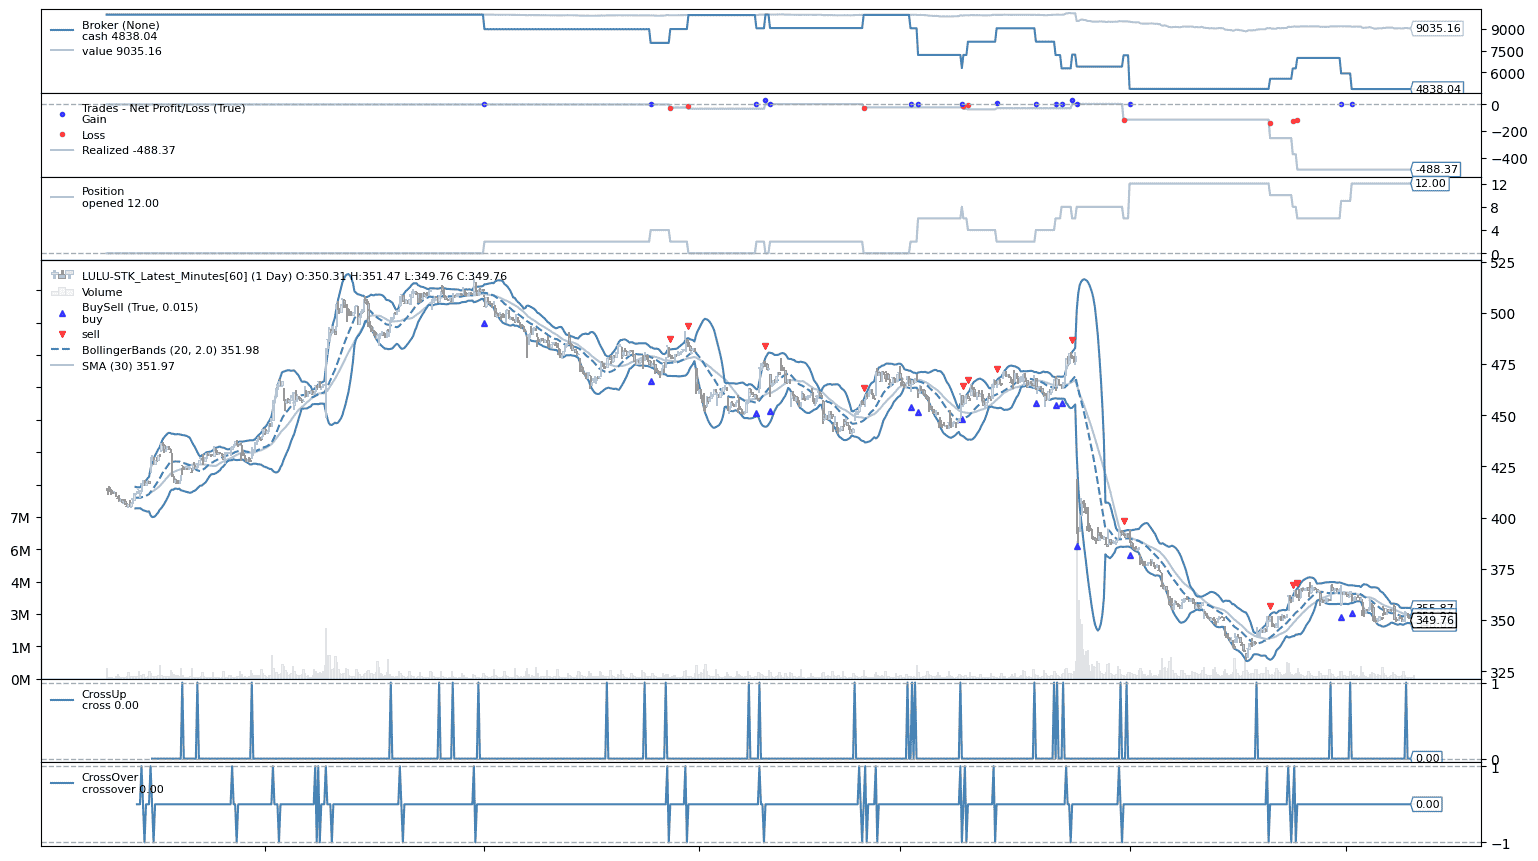 Broker (None)
cash 4838.04
value 9035.16
9035.16
9000
7500
6000
4838.04
Trades - Net Profit/Loss (True)
Gain
Loss
Realized -488.37
0
−200
−400
-488.37
Position
opened 12.00
12.00
12
8
4
0
LULU-STK_Latest_Minutes[60] (1 Day) O:350.31 H:351.47 L:349.76 C:349.76
Volume
BuySell (True, 0.015)
buy
sell
BollingerBands (20, 2.0) 351.98
SMA (30) 351.97
525
500
475
450
425
400
375
350
325
7M
6M
4M
3M
1M
0M
355.87
349.76
CrossUp
cross 0.00
1
0
0.00
CrossOver
crossover 0.00
1
0.00
−1